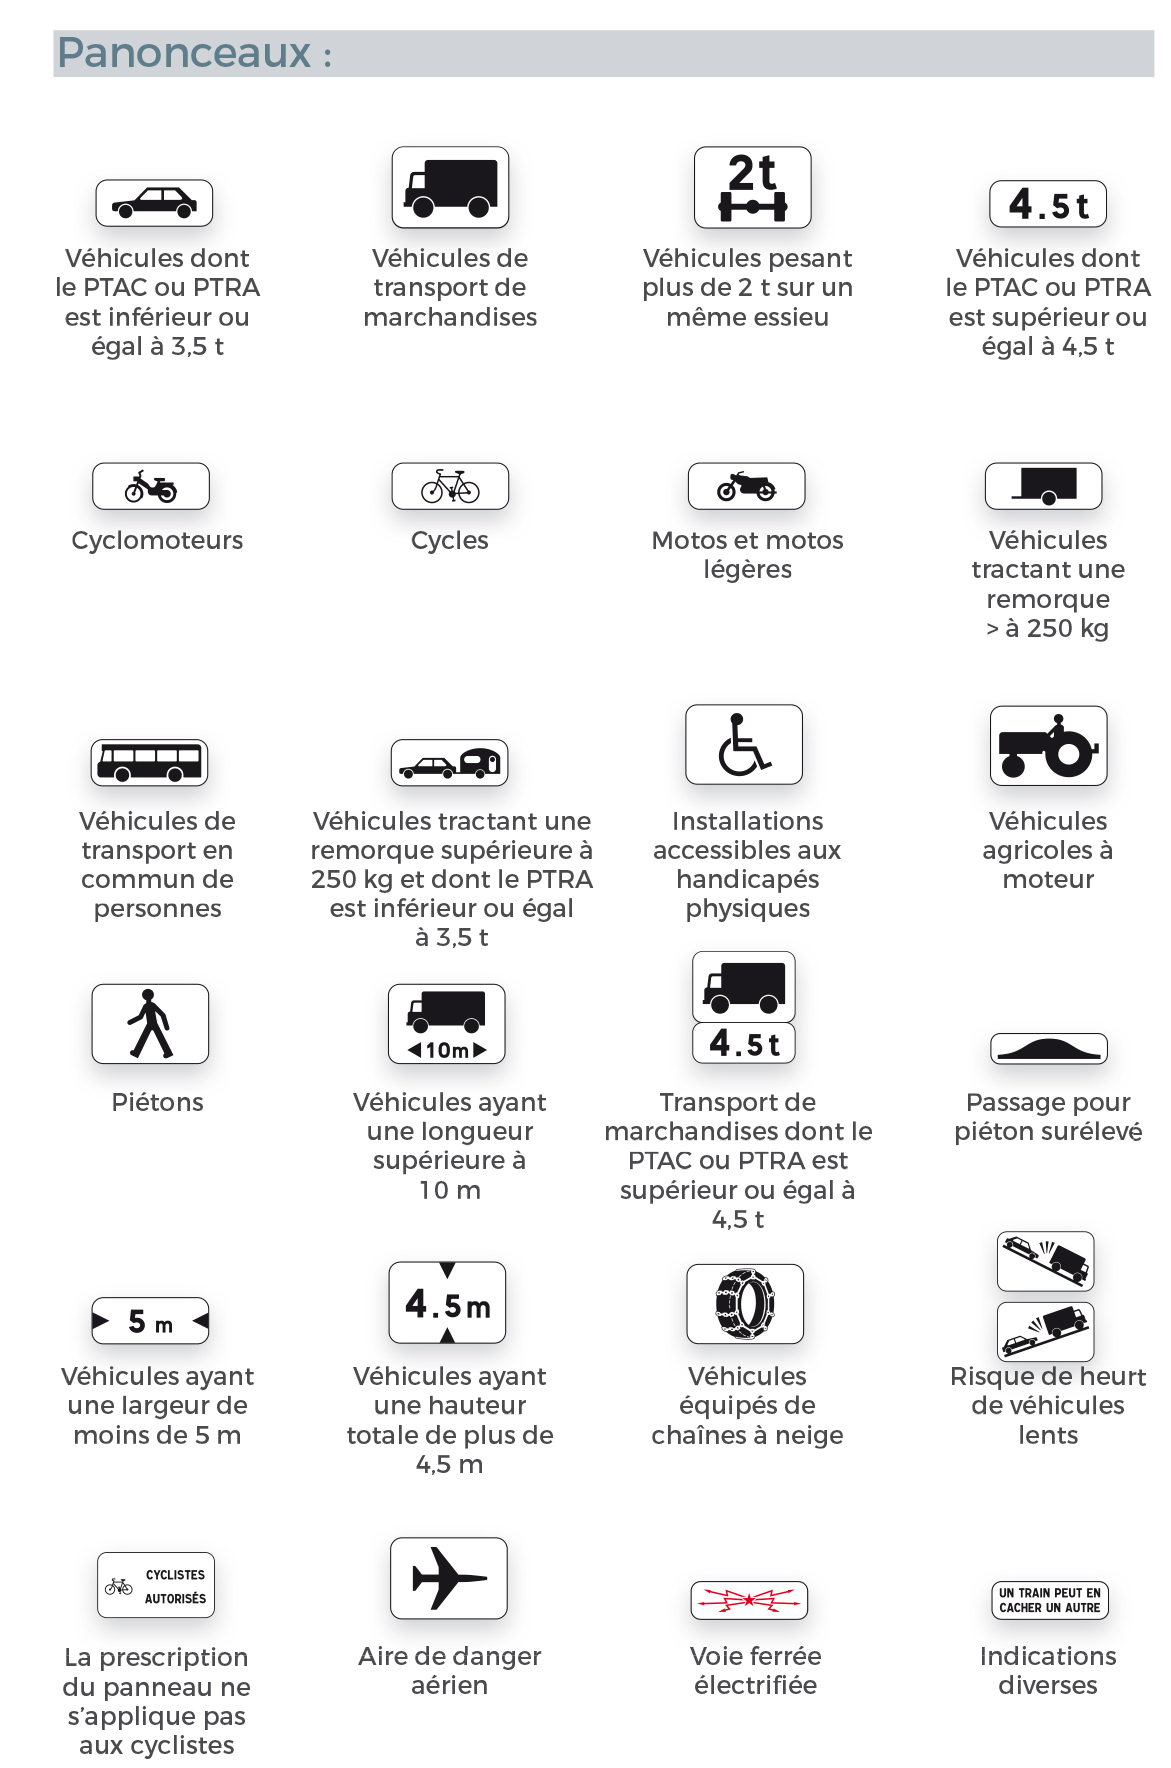 Panonceaux :
2t
4.5t
Véhicules dont
le PTAC ou PTRA
est inférieur ou
égal à 3,5 t
Véhicules de
transport de
marchandises
Véhicules pesant
plus de 2 t sur un
même essieu
Véhicules dont
le PTAC ou PTRA
est supérieur ou
égal à 4,5 t
Cyclomoteurs
Cycles
Motos et motos
légères
Véhicules
tractant une
remorque
> à 250 kg
Véhicules de
transport en
commun de
personnes
Véhicules tractant une
remorque supérieure à
250 kg et dont le PTRA
est inférieur ou égal
à 3,5 t
Installations
accessibles aux
handicapés
physiques
Véhicules
agricoles à
moteur
10m
4.5t
Piétons
Véhicules ayant
une longueur
supérieure à
10 m
Transport de
marchandises dont le
PTAC ou PTRA est
supérieur ou égal à
4,5 t
Passage pour
piéton surélevé
5 m
4.5m
Véhicules ayant
une largeur de
moins de 5 m
Véhicules ayant
une hauteur
totale de plus de
4,5 m
Véhicules
équipés de
chaînes à neige
Risque de heurt
de véhicules
lents
CYCLISTES
AUTORISÉS
UN TRAIN PEUT EN
CACHER UN AUTRE
La prescription
du panneau ne
s'applique pas
aux cyclistes
Aire de danger
aérien
Voie ferrée
électrifiée
Indications
diverses